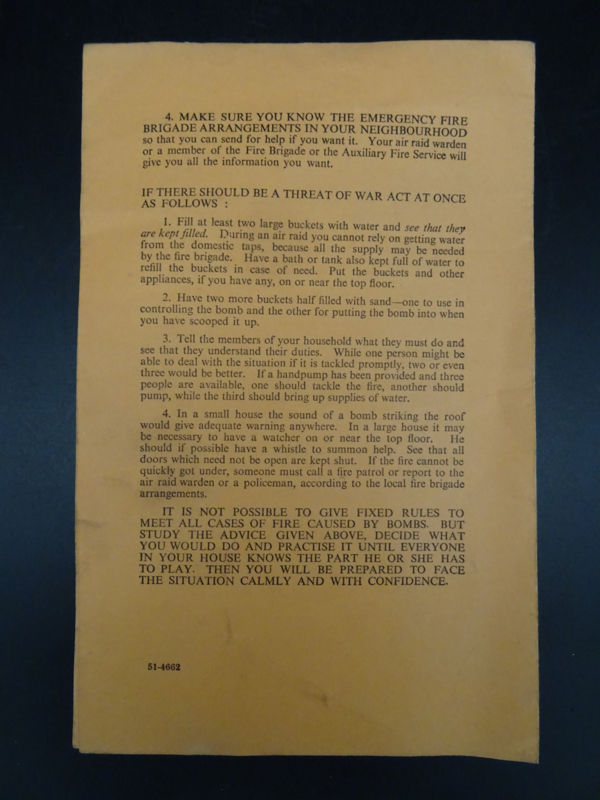 4. MAKE SURE YOU KNOW THE EMERGENCY FIRE
BRIGADE ARRANGEMENTS IN YOUR NEIGHBOURHOOD
so that you can send for help if you want it. Your air raid warden
or a member of the Fire Brigade or the Auxiliary Fire Service will
give you all the information you want.
IF THERE SHOULD BE A THREAT OF WAR ACT AT ONCE
AS FOLLOWS :
1. Fill at least two large buckets with water and see that they
are kept filled. During an air raid you cannot rely on getting water
from the domestic taps, because all the supply may be needed
by the fire brigade. Have a bath or tank also kept full of water to
refill the buckets in case of need. Put the buckets and other
appliances, if you have any, on or near the top floor.
2. Have two more buckets half filled with sand—one to use in
controlling the bomb and the other for putting the bomb into when
you have scooped it up.
3. Tell the members of your household what they must do and
see that they understand their duties. While one person might be
able to deal with the situation if it is tackled promptly, two or even
three would be better. If a handpump has been provided and three
people are available, one should tackle the fire, another should
pump, while the third should bring up supplies of water.
4. In a small house the sound of a bomb striking the roof
would give adequate warning anywhere. In a large house it may
be necessary to have a watcher on or near the top floor. He
should if possible have a whistle to summon help. See that all
doors which need not be open are kept shut. If the fire cannot be
quickly got under, someone must call a fire patrol or report to the
air raid warden or a policeman, according to the local fire brigade
arrangements.
IT IS NOT POSSIBLE TO GIVE FIXED RULES TO
MEET ALL CASES OF FIRE CAUSED BY BOMBS. BUT
STUDY THE ADVICE GIVEN ABOVE, DECIDE WHAT
YOU WOULD DO AND PRACTISE IT UNTIL EVERYONE
IN YOUR HOUSE KNOWS THE PART HE OR SHE HAS
TO PLAY. THEN YOU WILL BE PREPARED TO FACE
THE SITUATION CALMLY AND WITH CONFIDENCE.
51-4662